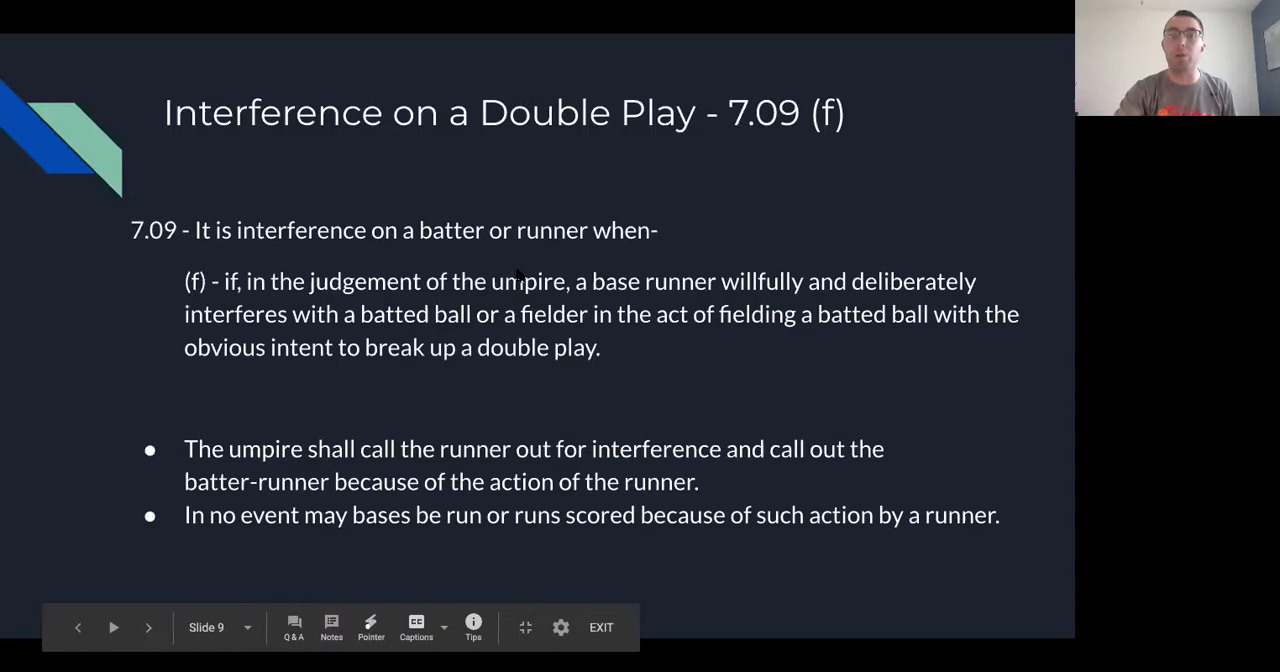 Interference on a Double Play - 7.09 (f)
7.09 - It is interference on a batter or runner when-
(f) - if, in the judgement of the umpire, a base runner willfully and deliberately
interferes with a batted ball or a fielder in the act of fielding a batted ball with the
obvious intent to break up a double play.
● The umpire shall call the runner out for interference and call out the
batter-runner because of the action of the runner.
● In no event may bases be run or runs scored because of such action by a runner.
Slide 9
Q & A
Notes
Pointer
Captions
Tips
EXIT